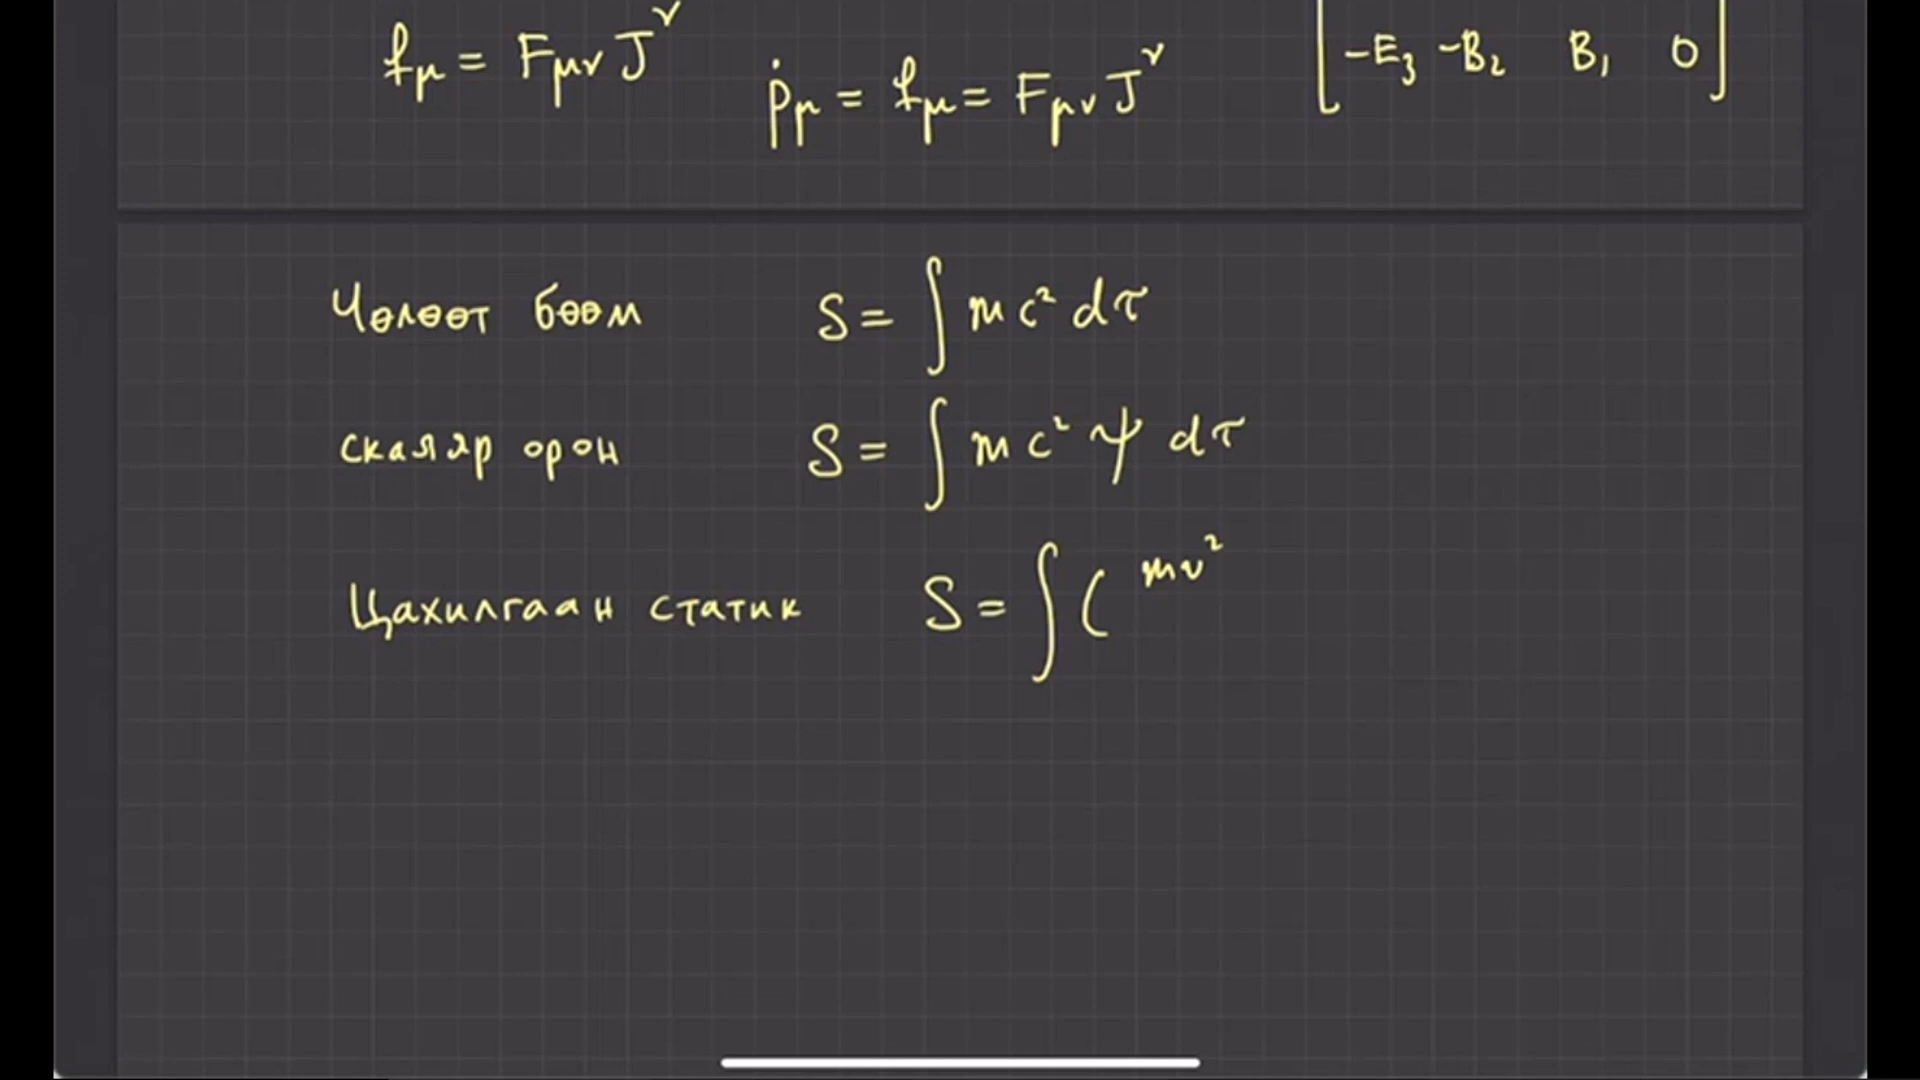 f_μ = F_μν J^ν
ṗ_μ = f_μ = F_μν J^ν
-E₃ -B₂ B₁ 0
Чөлөөт бөөм S = ∫ mc² dτ
скаляр орон S = ∫ mc² ψ dτ
Цахилгаан статик S = ∫ ( mv²